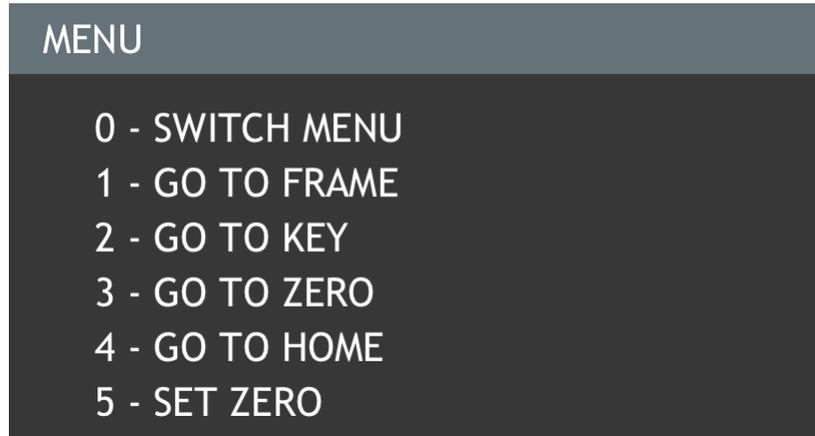 MENU
0 - SWITCH MENU
1 - GO TO FRAME
2 - GO TO KEY
3 - GO TO ZERO
4 - GO TO HOME
5 - SET ZERO